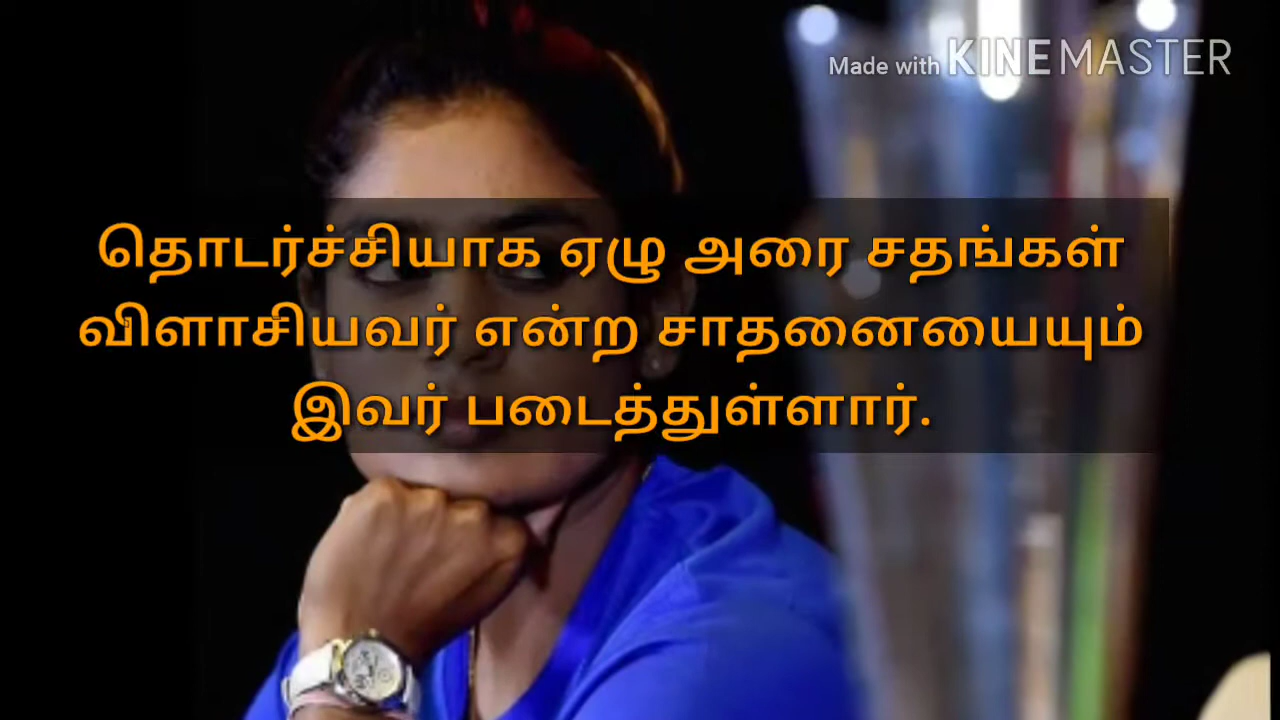 Made with KINEMASTER
தொடர்ச்சியாக ஏழு அரை சதங்கள்
விளாசியவர் என்ற சாதனையையும்
இவர் படைத்துள்ளார்.